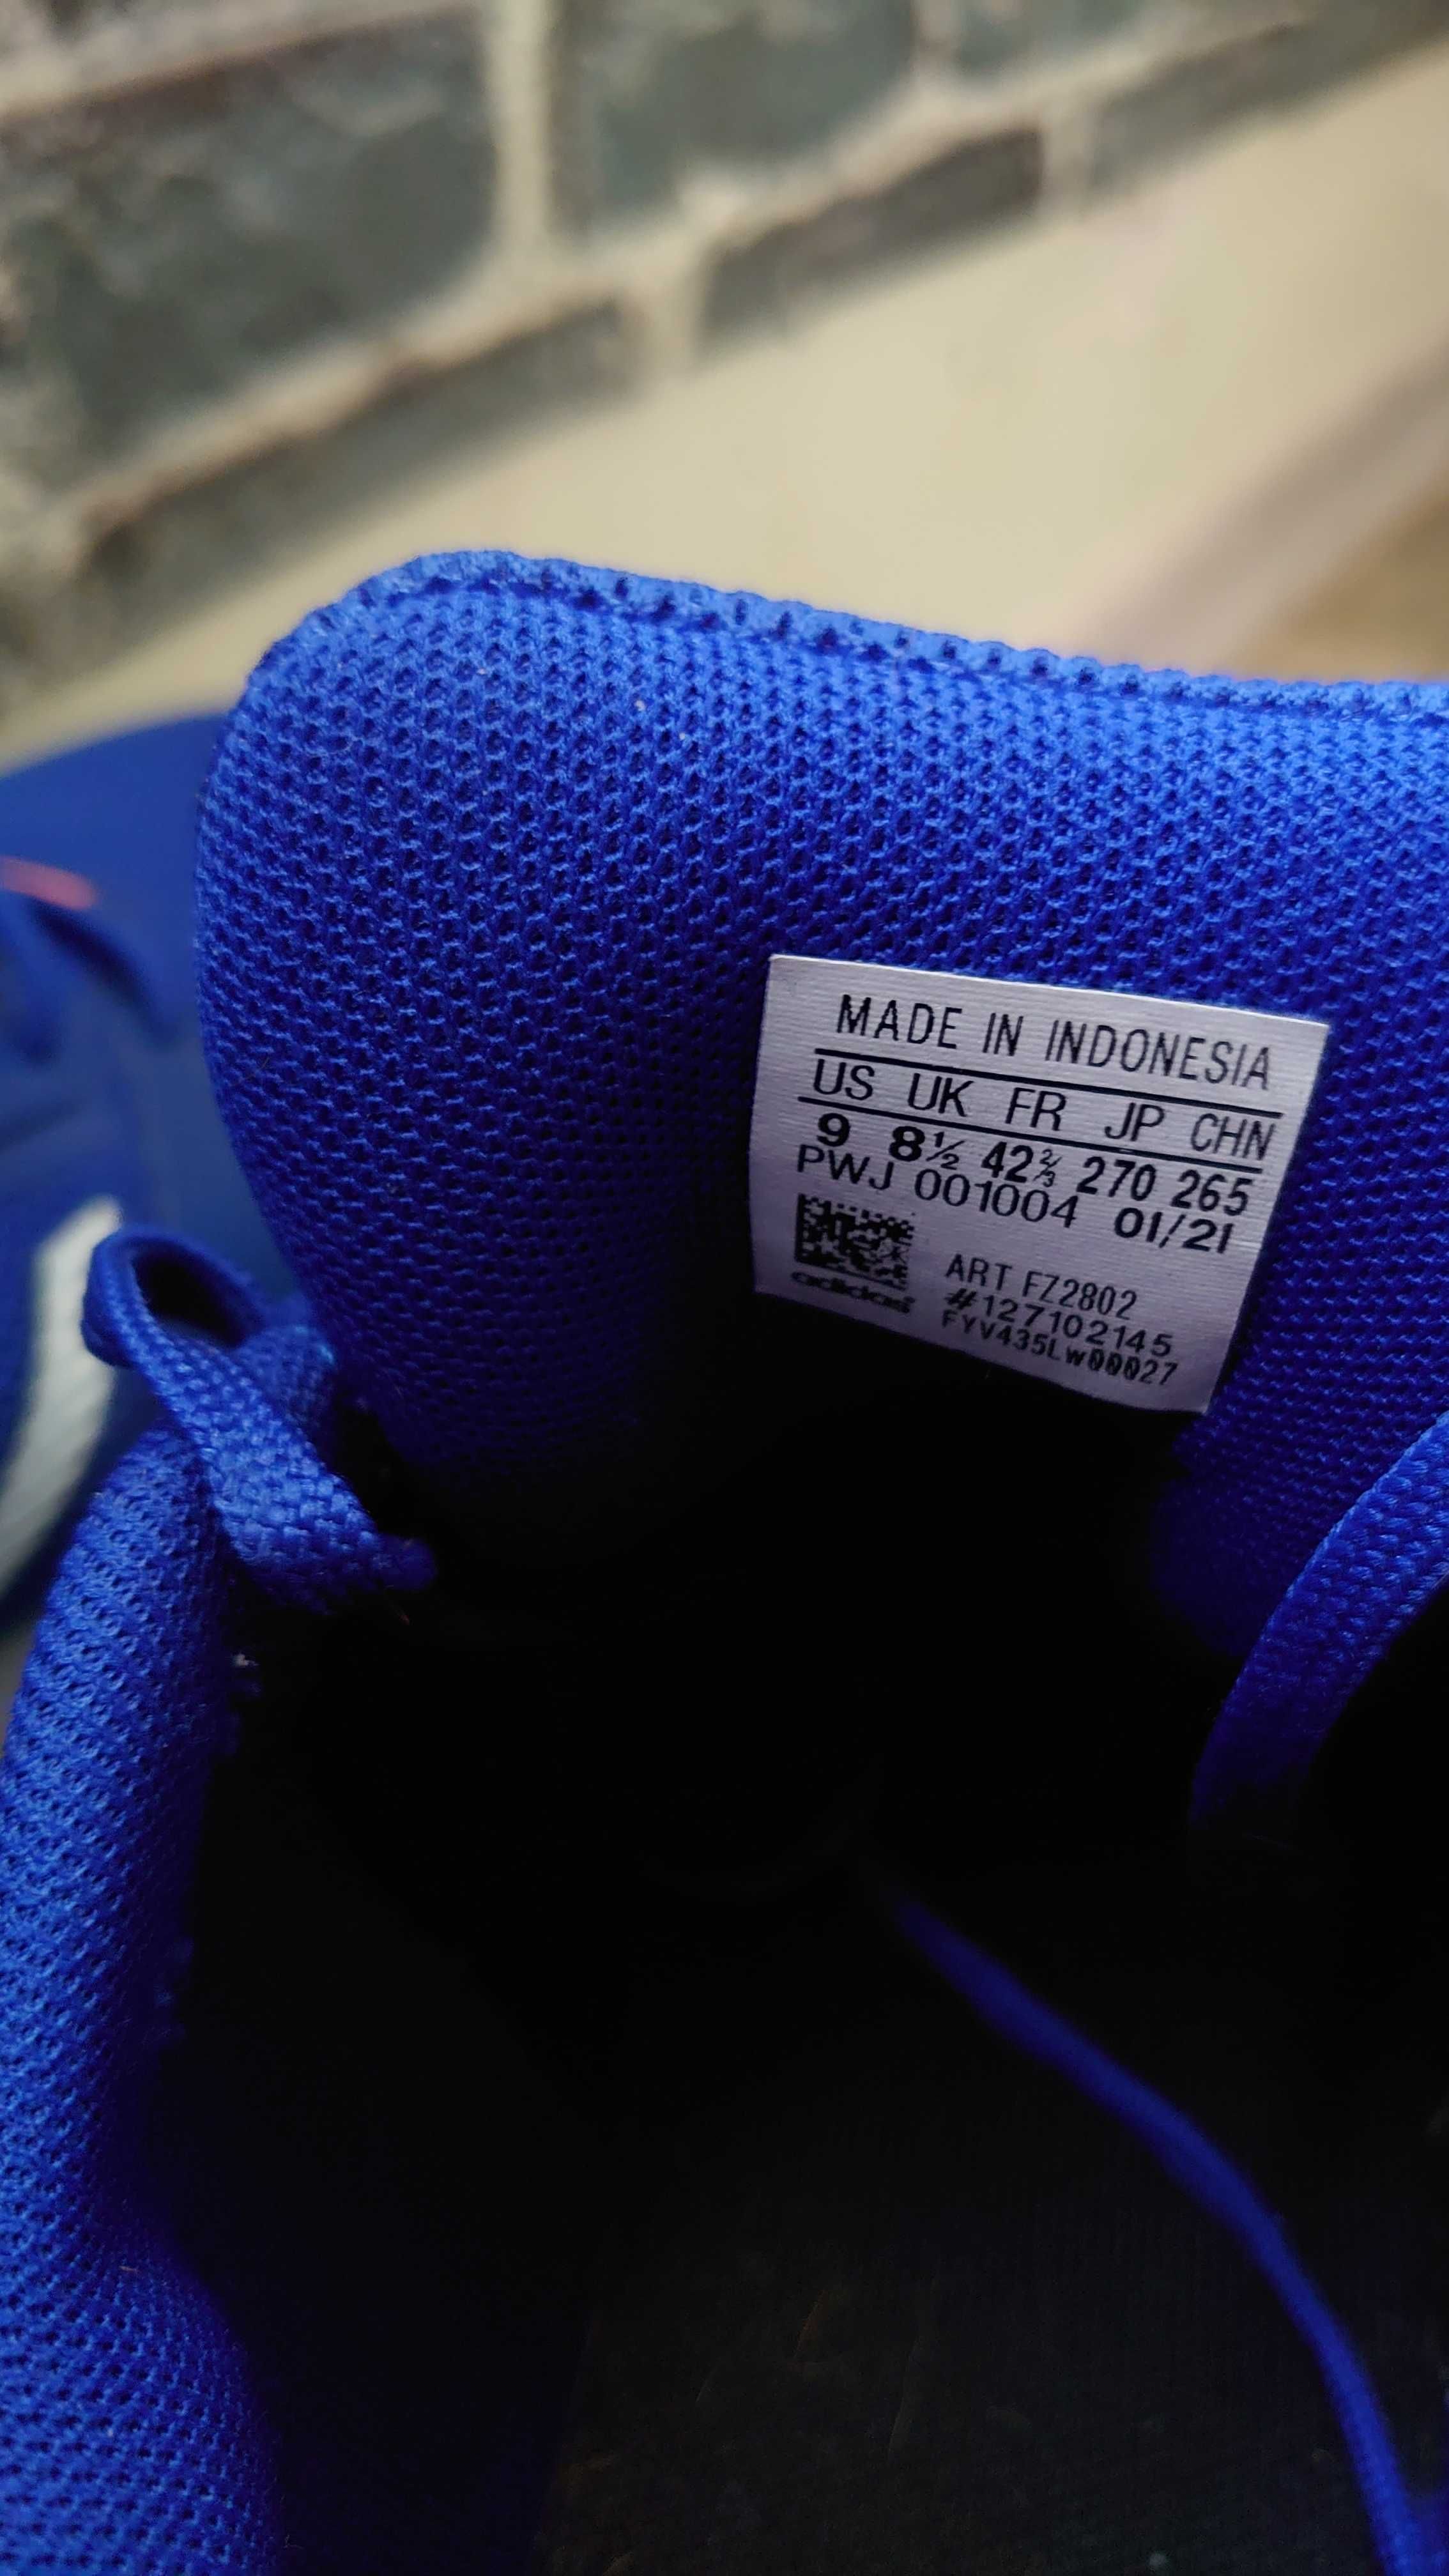 MADE IN INDONESIA
US UK FR JP CHN
9 8½ 42⅔ 270 265
PWJ 001004 01/21
ART FZ2802
#127102145
adidas FYV435LW00027